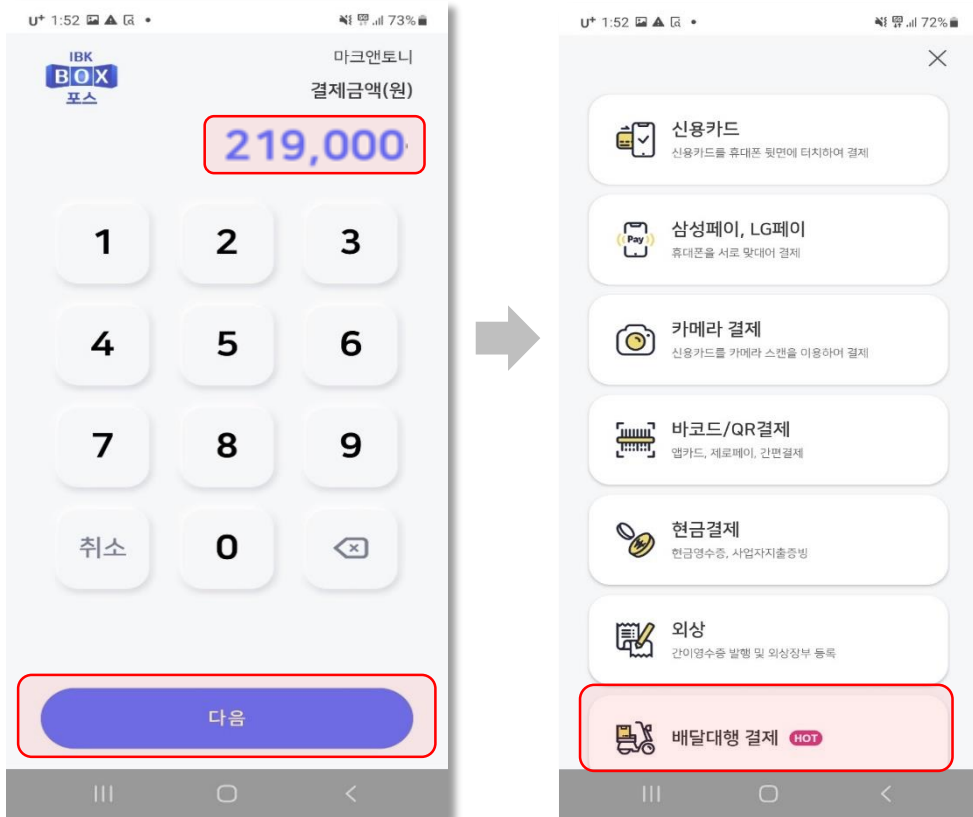 U⁺ 1:52 73%
IBK
BOX
포스
마크앤토니
결제금액(원)
219,000
1 2 3
4 5 6
7 8 9
취소 0
다음
U⁺ 1:52 72%
신용카드
신용카드를 휴대폰 뒷면에 터치하여 결제
삼성페이, LG페이
Pay
휴대폰을 서로 맞대어 결제
카메라 결제
신용카드를 카메라 스캔을 이용하여 결제
바코드/QR결제
앱카드, 제로페이, 간편결제
현금결제
현금영수증, 사업자지출증빙
외상
간이영수증 발행 및 외상장부 등록
배달대행 결제 HOT